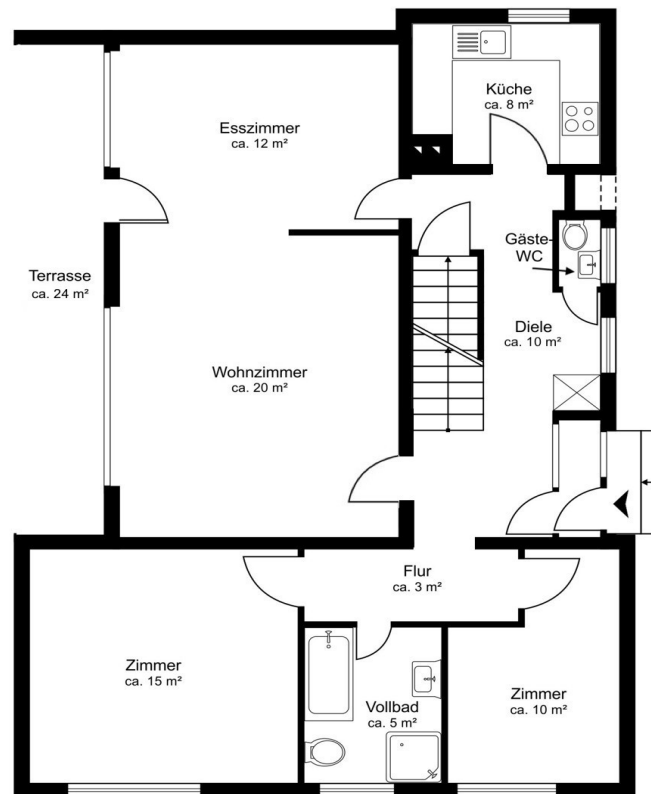 Küche
ca. 8 m²
Esszimmer
ca. 12 m²
Gäste-
WC
Terrasse
ca. 24 m²
Diele
ca. 10 m²
Wohnzimmer
ca. 20 m²
Flur
ca. 3 m²
Zimmer
ca. 15 m²
Vollbad
ca. 5 m²
Zimmer
ca. 10 m²